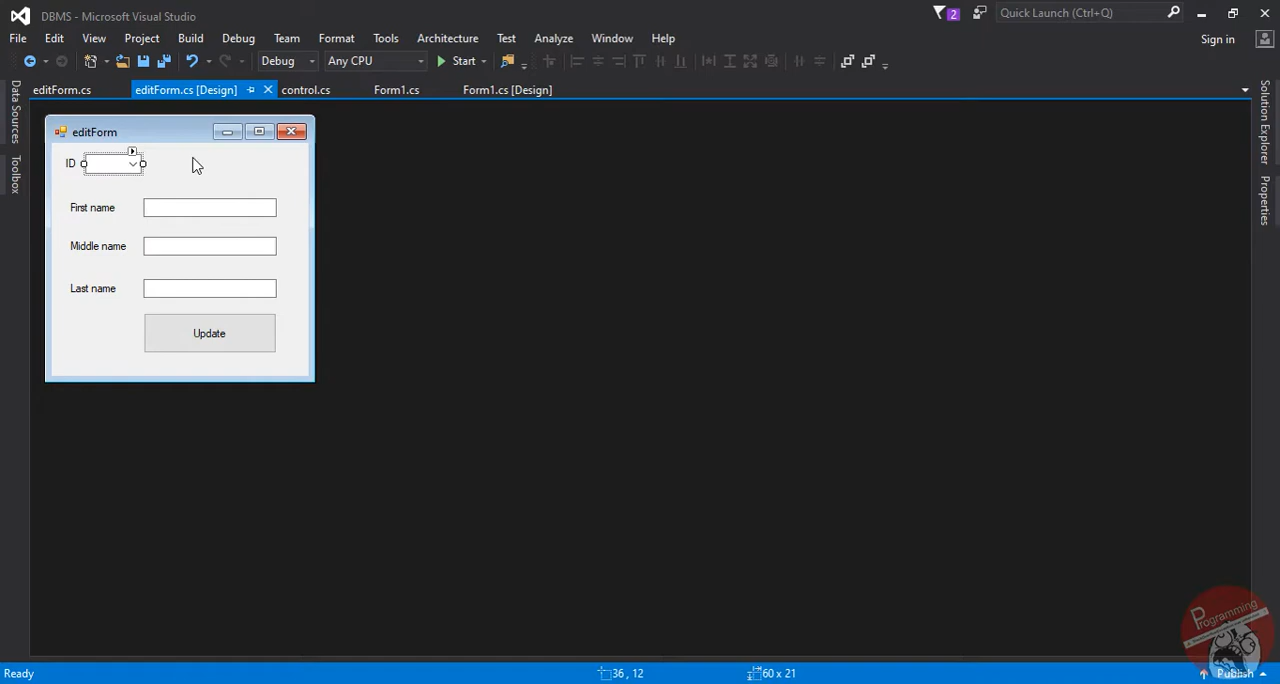 DBMS - Microsoft Visual Studio
2
Quick Launch (Ctrl+Q)
File Edit View Project Build Debug Team Format Tools Architecture Test Analyze Window Help
Sign in
Debug Any CPU Start
editForm.cs editForm.cs [Design] control.cs Form1.cs Form1.cs [Design]
Data Sources
Toolbox
Solution Explorer
Properties
editForm
ID
First name
Middle name
Last name
Update
Programming
Ready 36 , 12 60 x 21 Publish